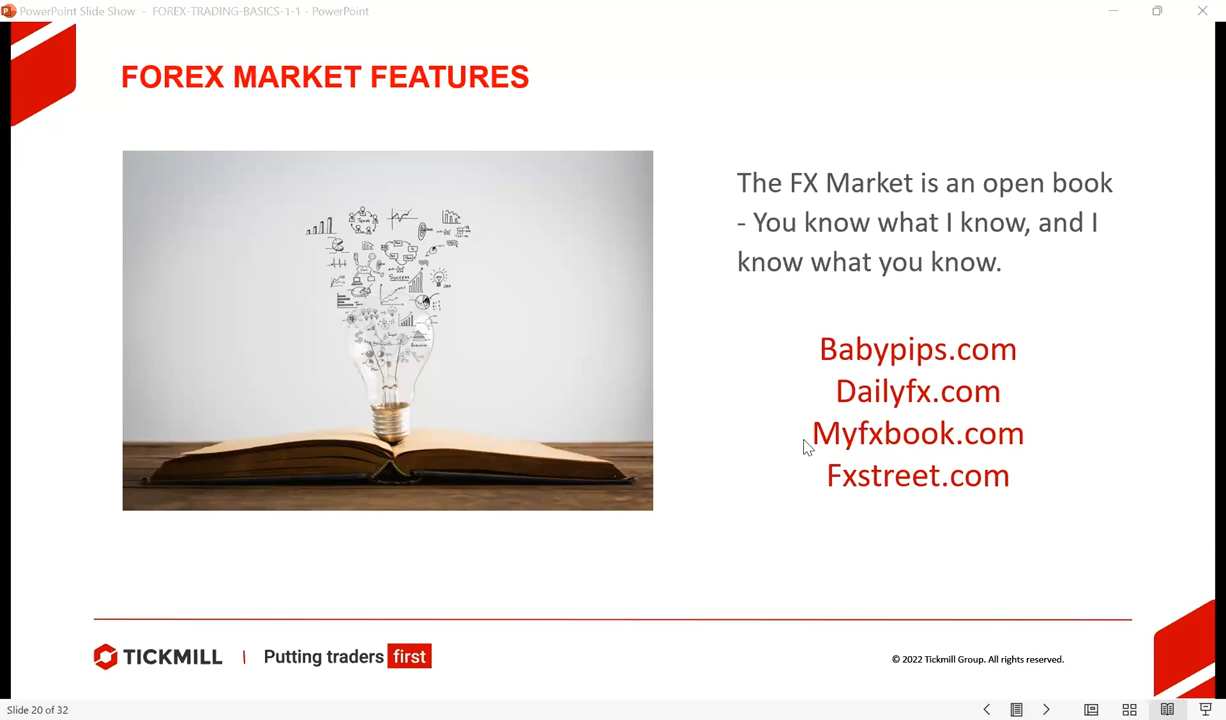 PowerPoint Slide Show - FOREX-TRADING-BASICS-1-1 - PowerPoint
FOREX MARKET FEATURES
The FX Market is an open book
- You know what I know, and I
know what you know.
Babypips.com
Dailyfx.com
Myfxbook.com
Fxstreet.com
SUCCESS
TICKMILL | Putting traders first
© 2022 Tickmill Group. All rights reserved.
Slide 20 of 32